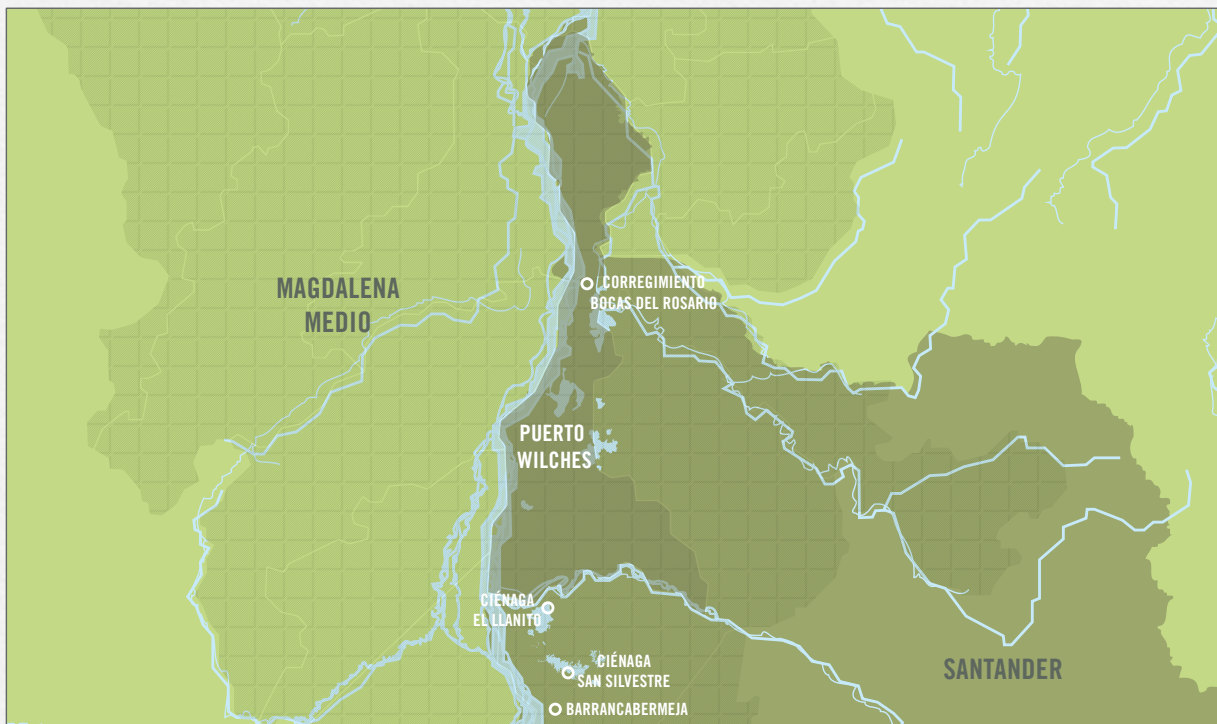 MAGDALENA
MEDIO
CORREGIMIENTO
BOCAS DEL ROSARIO
PUERTO
WILCHES
CIÉNAGA
EL LLANITO
CIÉNAGA
SAN SILVESTRE
SANTANDER
BARRANCABERMEJA